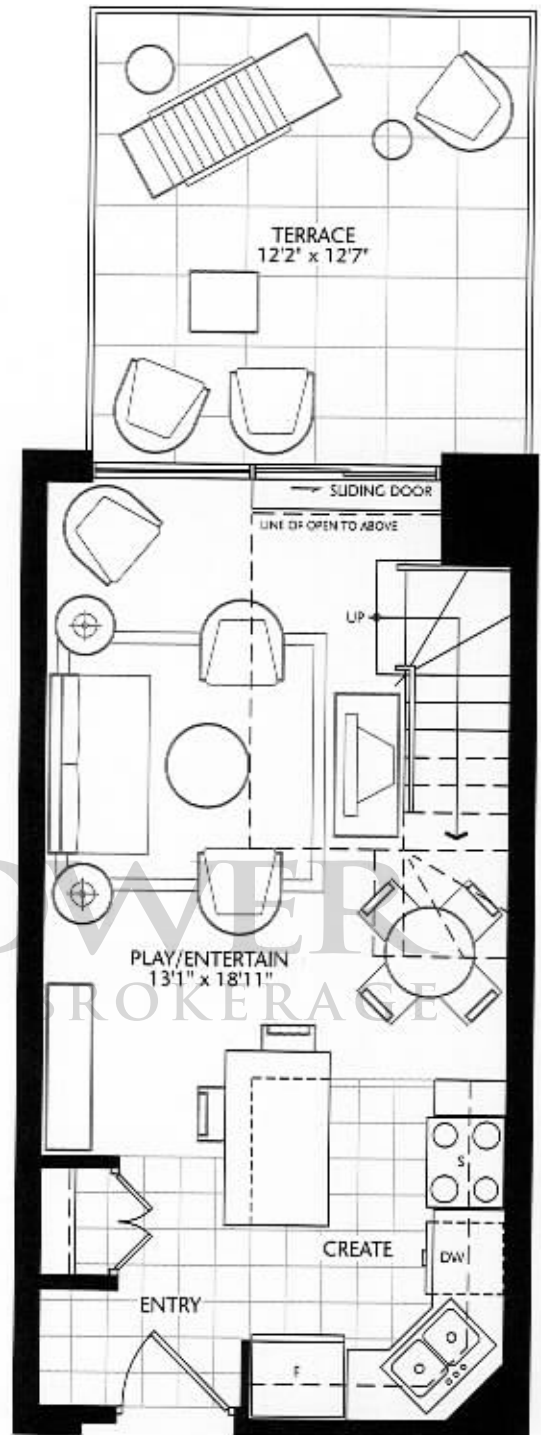 TERRACE
12'2" x 12'7"
SLIDING DOOR
LINE OF OPEN TO ABOVE
UP
OWER
PLAY/ENTERTAIN
13'1" x 18'11"
BROKERAGE
S
CREATE
DW
ENTRY
F